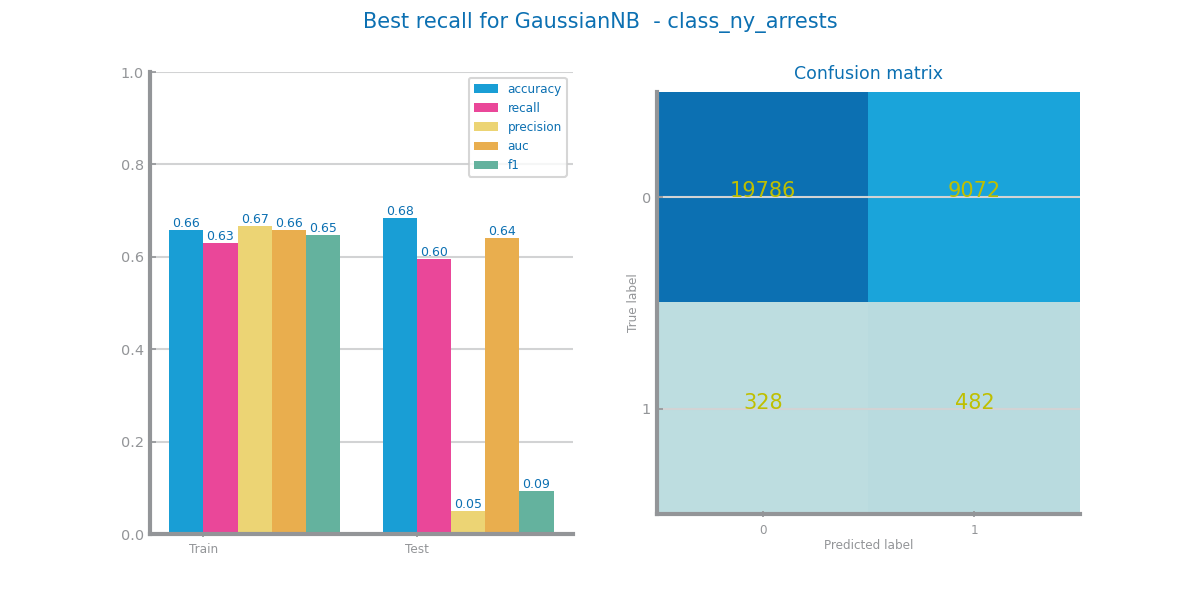 Best recall for GaussianNB - class_ny_arrests
1.0
0.8
0.6
0.4
0.2
0.0
accuracy
recall
precision
auc
f1
0.66
0.63
0.67
0.66
0.65
0.68
0.60
0.05
0.64
0.09
Train
Test
Confusion matrix
True label
0
1
19786
9072
328
482
0
1
Predicted label